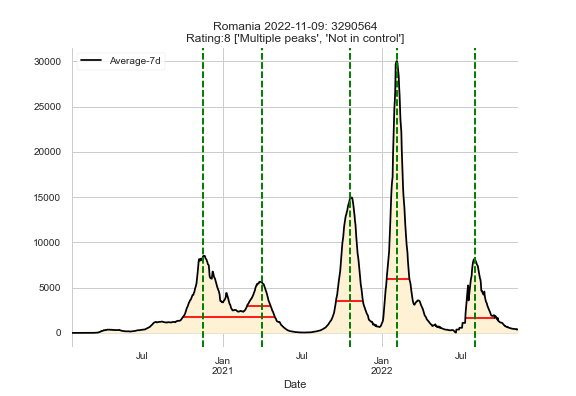 Romania 2022-11-09: 3290564
Rating:8 ['Multiple peaks', 'Not in control']
Average-7d
30000
25000
20000
15000
10000
5000
0
Jul
Jan
2021
Jul
Jan
2022
Jul
Date